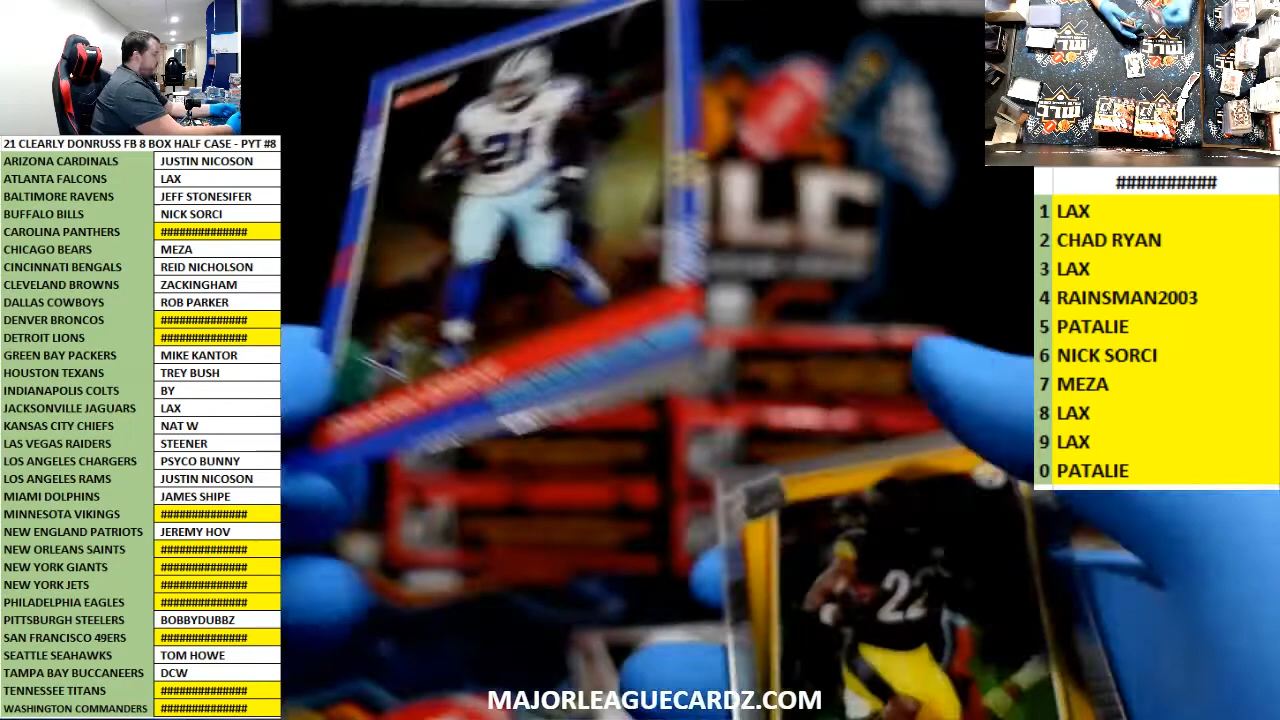 21 CLEARLY DONRUSS FB 8 BOX HALF CASE - PYT #8
ARIZONA CARDINALS JUSTIN NICOSON
ATLANTA FALCONS LAX
BALTIMORE RAVENS JEFF STONESIFER
BUFFALO BILLS NICK SORCI
CAROLINA PANTHERS ##############
CHICAGO BEARS MEZA
CINCINNATI BENGALS REID NICHOLSON
CLEVELAND BROWNS ZACKINGHAM
DALLAS COWBOYS ROB PARKER
DENVER BRONCOS ##############
DETROIT LIONS ##############
GREEN BAY PACKERS MIKE KANTOR
HOUSTON TEXANS TREY BUSH
INDIANAPOLIS COLTS BY
JACKSONVILLE JAGUARS LAX
KANSAS CITY CHIEFS NAT W
LAS VEGAS RAIDERS STEENER
LOS ANGELES CHARGERS PSYCO BUNNY
LOS ANGELES RAMS JUSTIN NICOSON
MIAMI DOLPHINS JAMES SHIPE
MINNESOTA VIKINGS ##############
NEW ENGLAND PATRIOTS JEREMY HOV
NEW ORLEANS SAINTS ##############
NEW YORK GIANTS ##############
NEW YORK JETS ##############
PHILADELPHIA EAGLES ##############
PITTSBURGH STEELERS BOBBYDUBBZ
SAN FRANCISCO 49ERS ##############
SEATTLE SEAHAWKS TOM HOWE
TAMPA BAY BUCCANEERS DCW
TENNESSEE TITANS ##############
WASHINGTON COMMANDERS ##############
21
22
MLC
##########
1 LAX
2 CHAD RYAN
3 LAX
4 RAINSMAN2003
5 PATALIE
6 NICK SORCI
7 MEZA
8 LAX
9 LAX
0 PATALIE
MAJORLEAGUECARDZ.COM